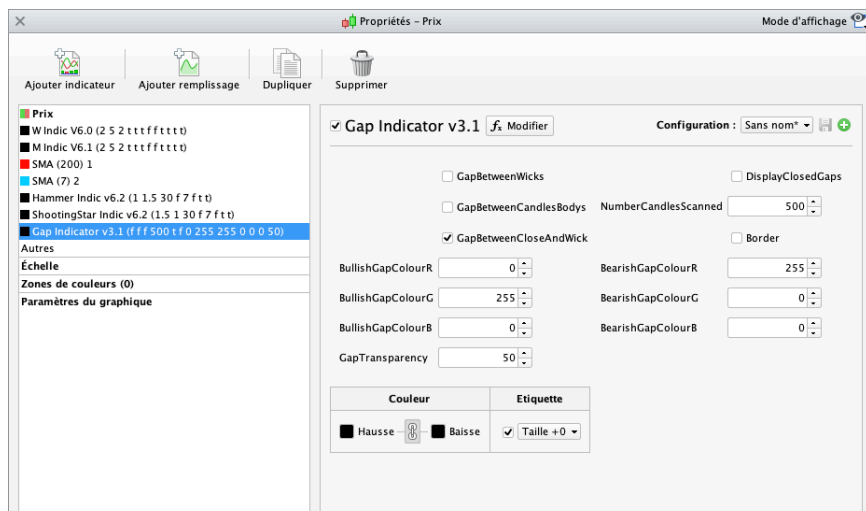 Propriétés – Prix
Mode d'affichage
Ajouter indicateur
Ajouter remplissage
Dupliquer
Supprimer
Prix
W Indic V6.0 (2 5 2 t t t f f t t t t)
M Indic V6.1 (2 5 2 t t t f f t t t t)
SMA (200) 1
SMA (7) 2
Hammer Indic v6.2 (1 1.5 30 f 7 f t t)
ShootingStar Indic v6.2 (1.5 1 30 f 7 f t t)
Gap Indicator v3.1 (f f f 500 t f 0 255 255 0 0 0 50)
Autres
Échelle
Zones de couleurs (0)
Paramètres du graphique
Gap Indicator v3.1
fx Modifier
Configuration :
Sans nom*
GapBetweenWicks
DisplayClosedGaps
GapBetweenCandlesBodys
NumberCandlesScanned
500
GapBetweenCloseAndWick
Border
BullishGapColourR
0
BearishGapColourR
255
BullishGapColourG
255
BearishGapColourG
0
BullishGapColourB
0
BearishGapColourB
0
GapTransparency
50
Couleur
Etiquette
Hausse
Baisse
Taille +0